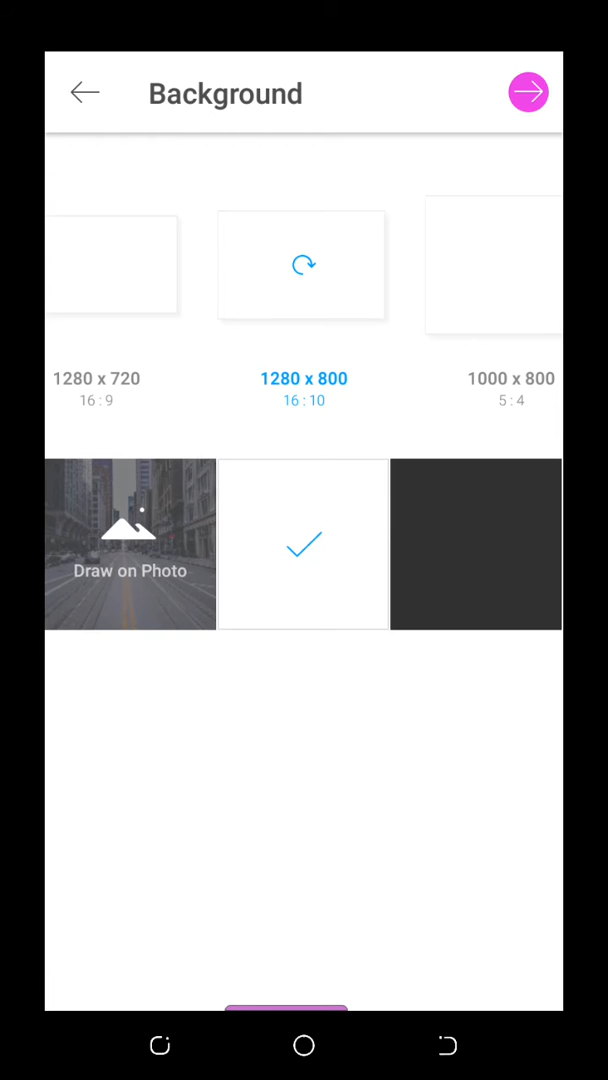 Background
1280 x 720
16 : 9
1280 x 800
16 : 10
1000 x 800
5 : 4
Draw on Photo